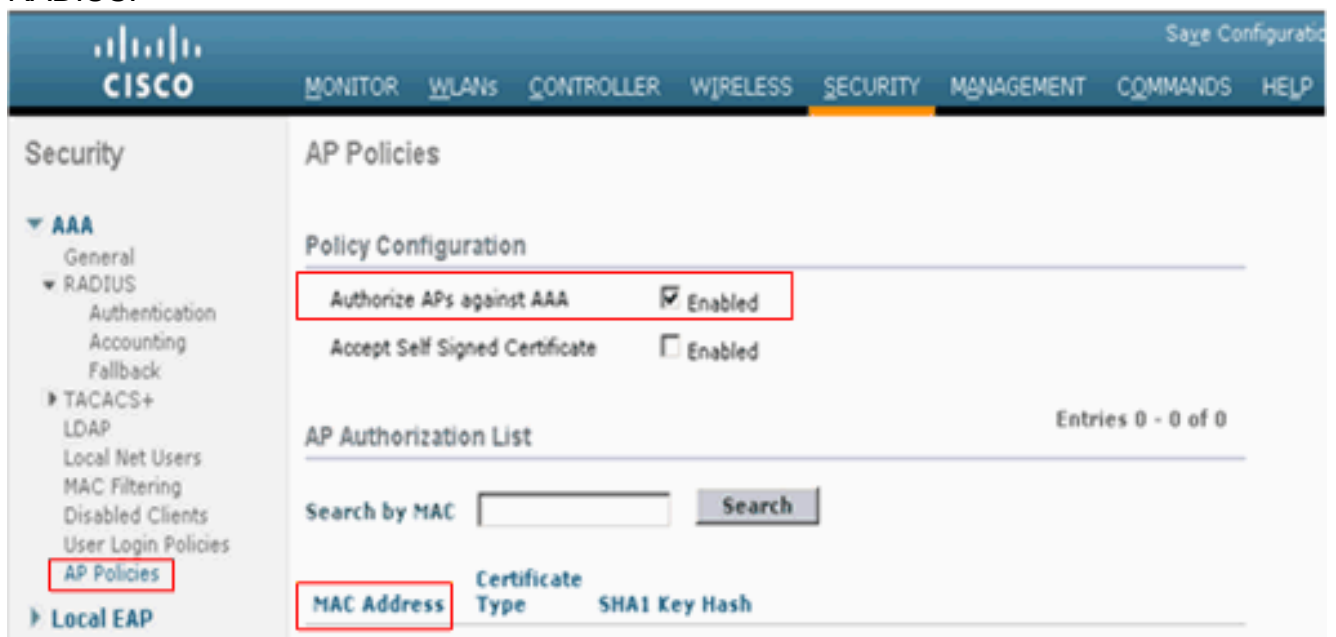 RADIUS.
Save Configuratio
CISCO
MONITOR WLANs CONTROLLER WIRELESS SECURITY MANAGEMENT COMMANDS HELP
Security
AAA
General
RADIUS
Authentication
Accounting
Fallback
TACACS+
LDAP
Local Net Users
MAC Filtering
Disabled Clients
User Login Policies
AP Policies
Local EAP
AP Policies
Policy Configuration
Authorize APs against AAA Enabled
Accept Self Signed Certificate Enabled
AP Authorization List
Entries 0 - 0 of 0
Search by MAC Search
MAC Address Certificate Type SHA1 Key Hash